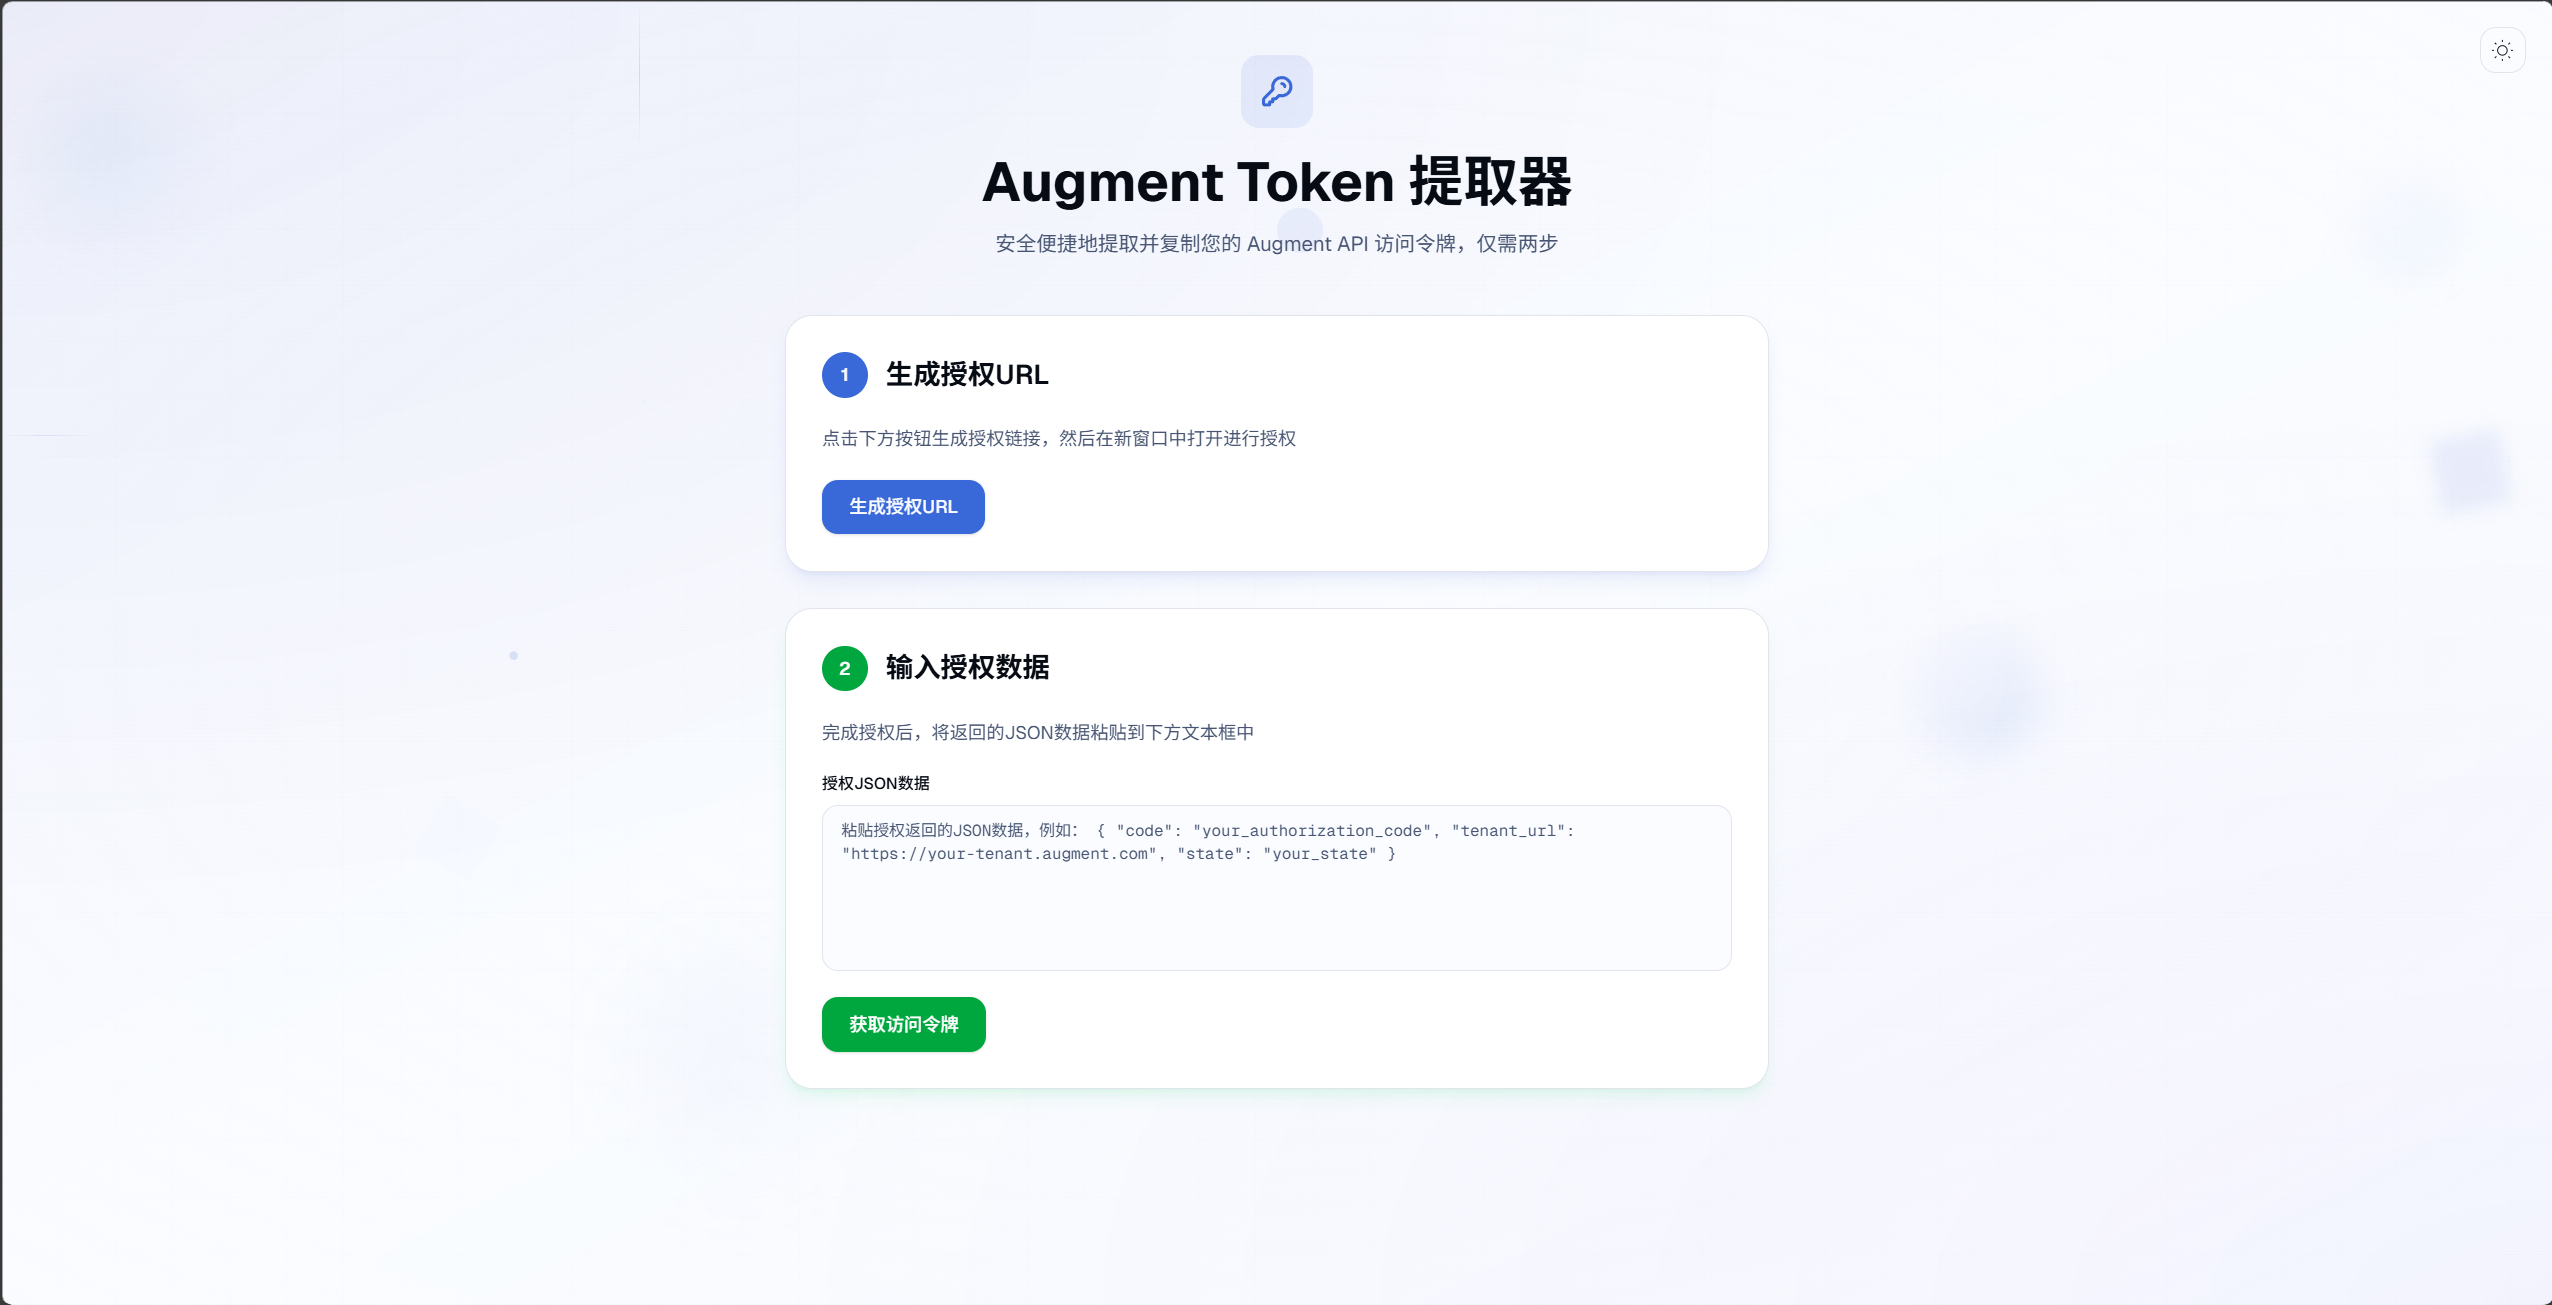 Augment Token 提取器
安全便捷地提取并复制您的 Augment API 访问令牌，仅需两步
1
生成授权URL
点击下方按钮生成授权链接，然后在新窗口中打开进行授权
生成授权URL
2
输入授权数据
完成授权后，将返回的JSON数据粘贴到下方文本框中
授权JSON数据
粘贴授权返回的JSON数据，例如： { "code": "your_authorization_code", "tenant_url":
"https://your-tenant.augment.com", "state": "your_state" }
获取访问令牌